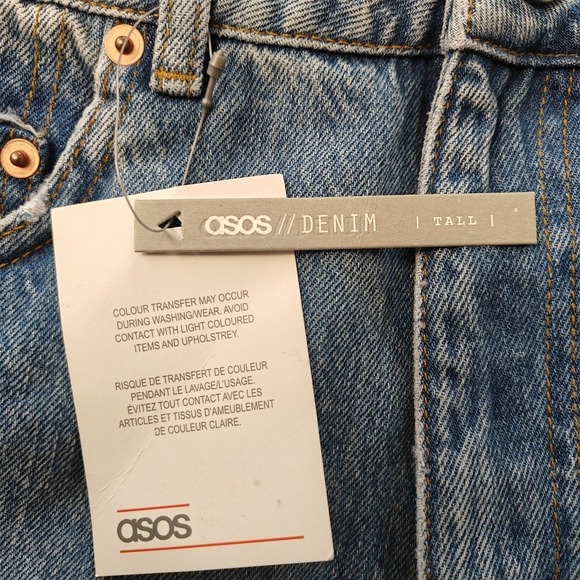 asos // DENIM | TALL |
COLOUR TRANSFER MAY OCCUR
DURING WASHING/WEAR. AVOID
CONTACT WITH LIGHT COLOURED
ITEMS AND UPHOLSTREY.
RISQUE DE TRANSFERT DE COULEUR
PENDANT LE LAVAGE/L'USAGE.
ÉVITEZ TOUT CONTACT AVEC LES
ARTICLES ET TISSUS D'AMEUBLEMENT
DE COULEUR CLAIRE.
asos